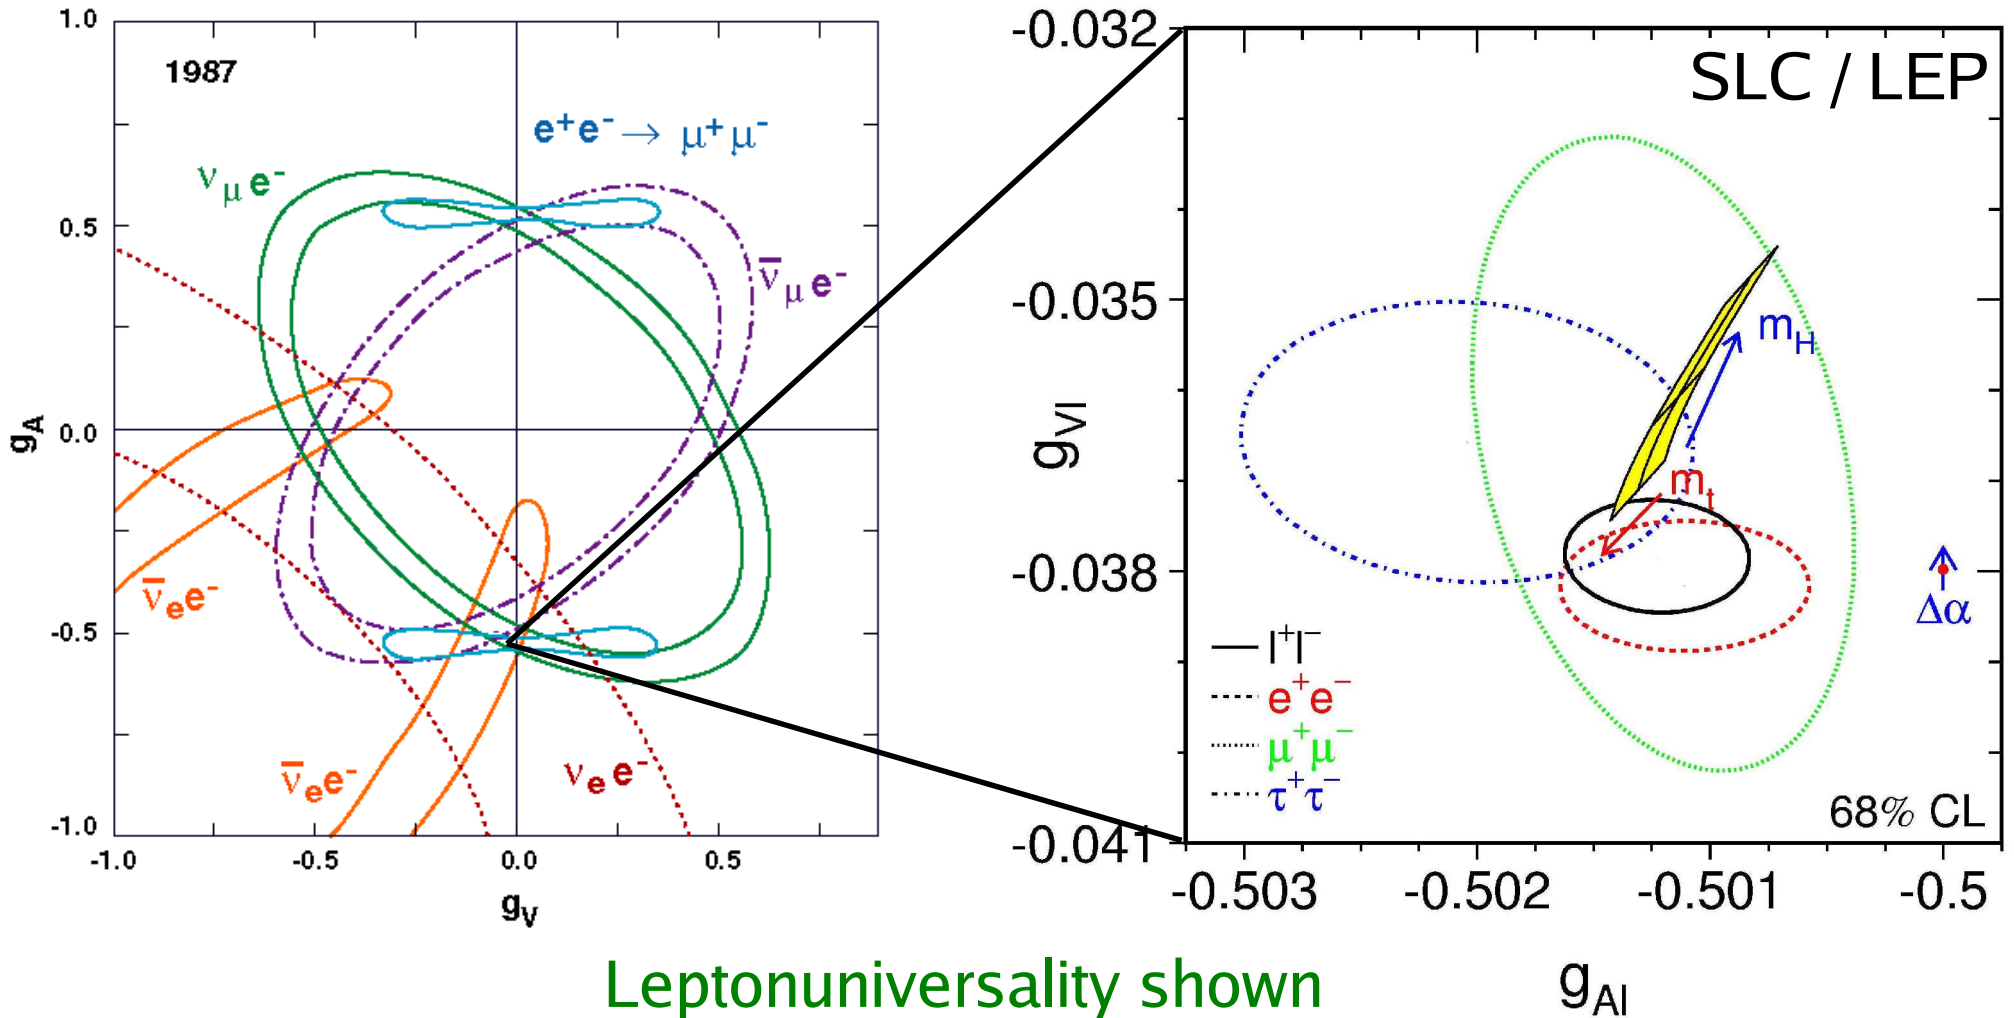 1987
1.0
0.5
0.0
-0.5
-1.0
g_A
-1.0
-0.5
0.0
0.5
g_V
e⁺e⁻→ μ⁺μ⁻
ν_μ e⁻
ν̅_μ e⁻
ν̅_e e⁻
ν̅_e e⁻
ν_e e⁻
SLC / LEP
-0.032
-0.035
-0.038
-0.041
g_Vl
m_H
m_t
Δα
l⁺l⁻
e⁺e⁻
μ⁺μ⁻
τ⁺τ⁻
68% CL
-0.503
-0.502
-0.501
-0.5
g_Al
Leptonuniversality shown